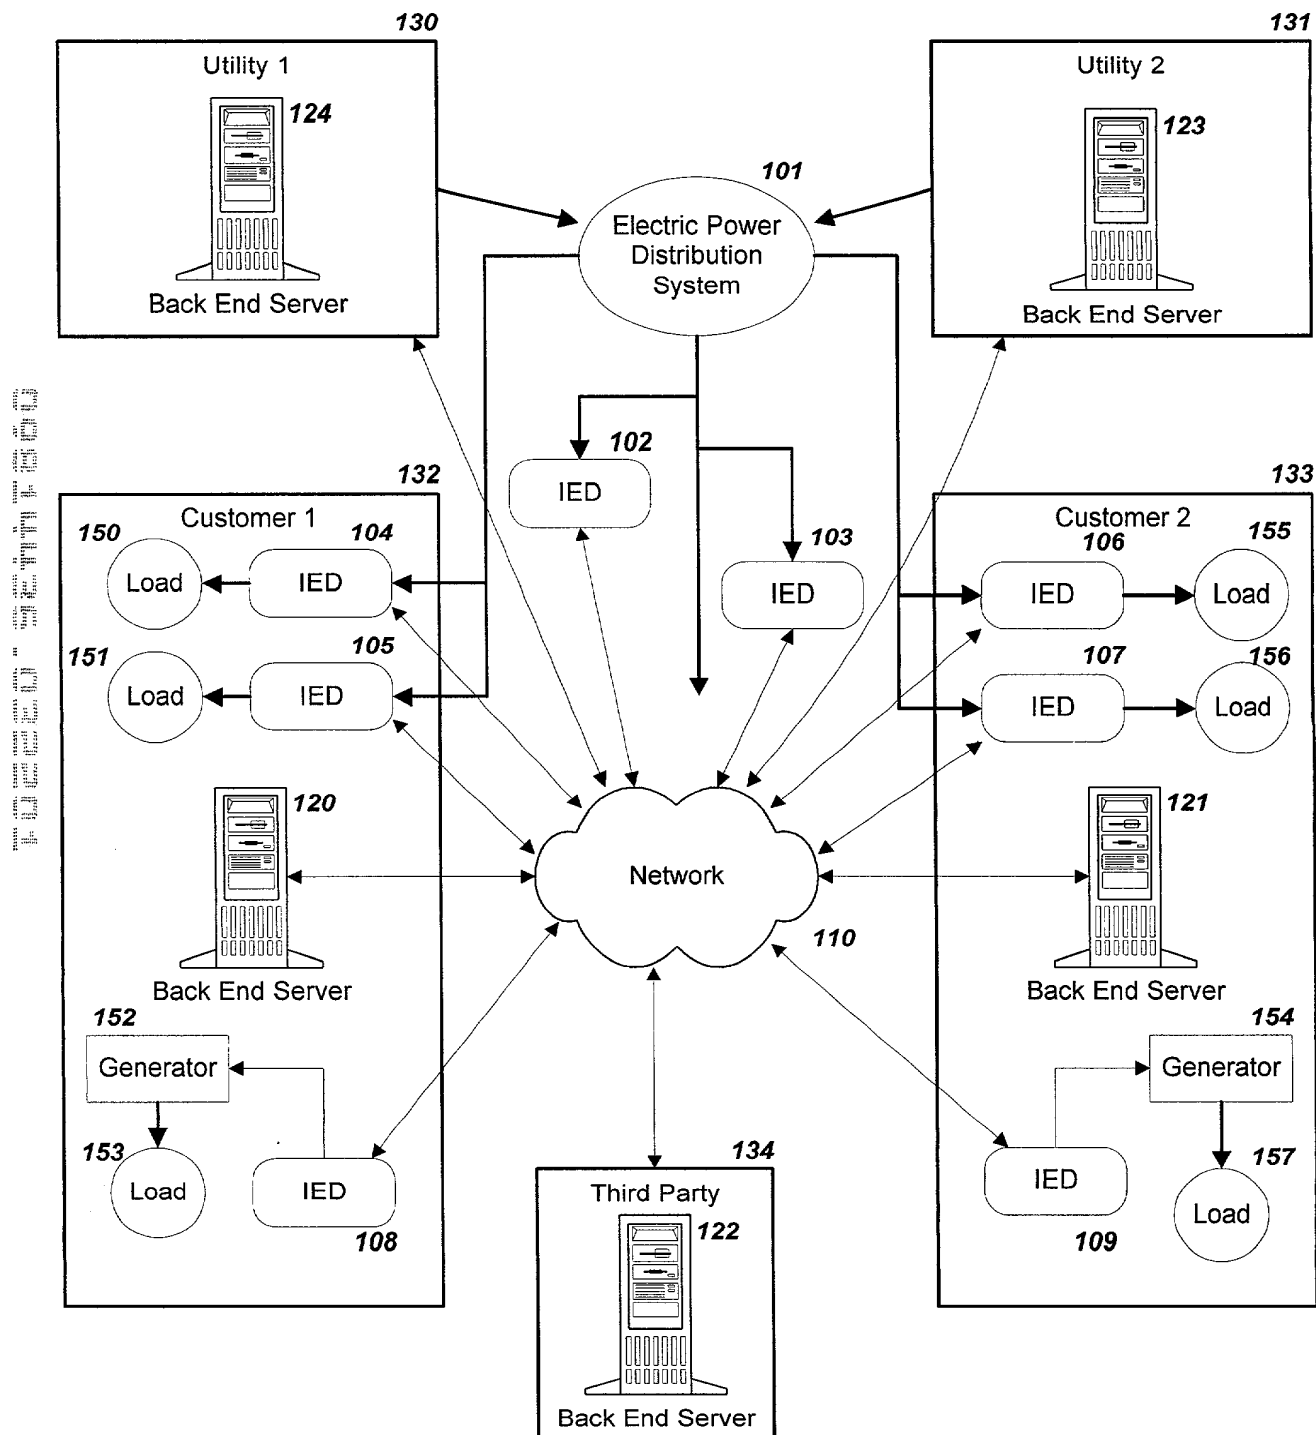 130
131
Utility 1
Utility 2
124
123
101
Electric Power
Distribution
System
Back End Server
Back End Server
102
IED
132
133
Customer 1
Customer 2
150
104
103
106
155
Load
IED
IED
IED
Load
151
105
107
156
Load
IED
IED
Load
120
121
Network
110
Back End Server
Back End Server
152
154
Generator
Generator
153
134
157
Load
IED
Third Party
IED
Load
108
122
109
Back End Server